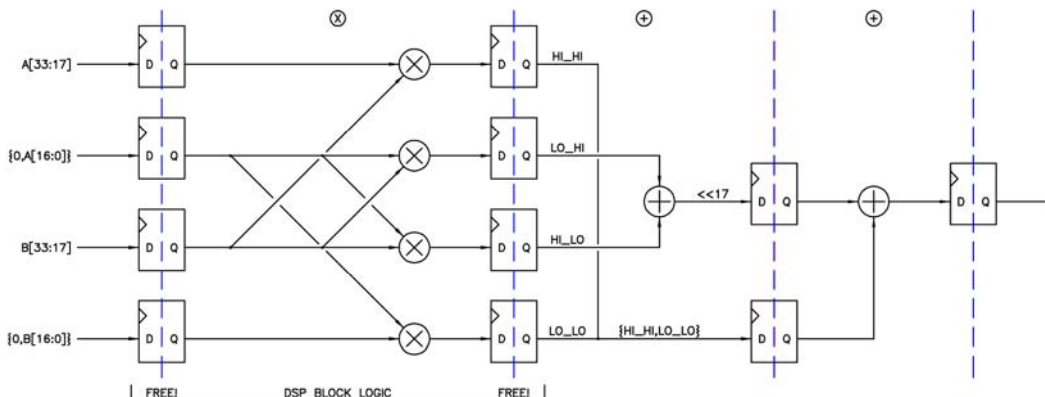 A[33:17]
D Q
D Q
HI_HI
{0,A[16:0]}
D Q
D Q
LO_HI
<<17
D Q
D Q
B[33:17]
D Q
D Q
HI_LO
{0,B[16:0]}
D Q
D Q
LO_LO
{HI_HI,LO_LO}
D Q
FREE!
DSP BLOCK LOGIC
FREE!